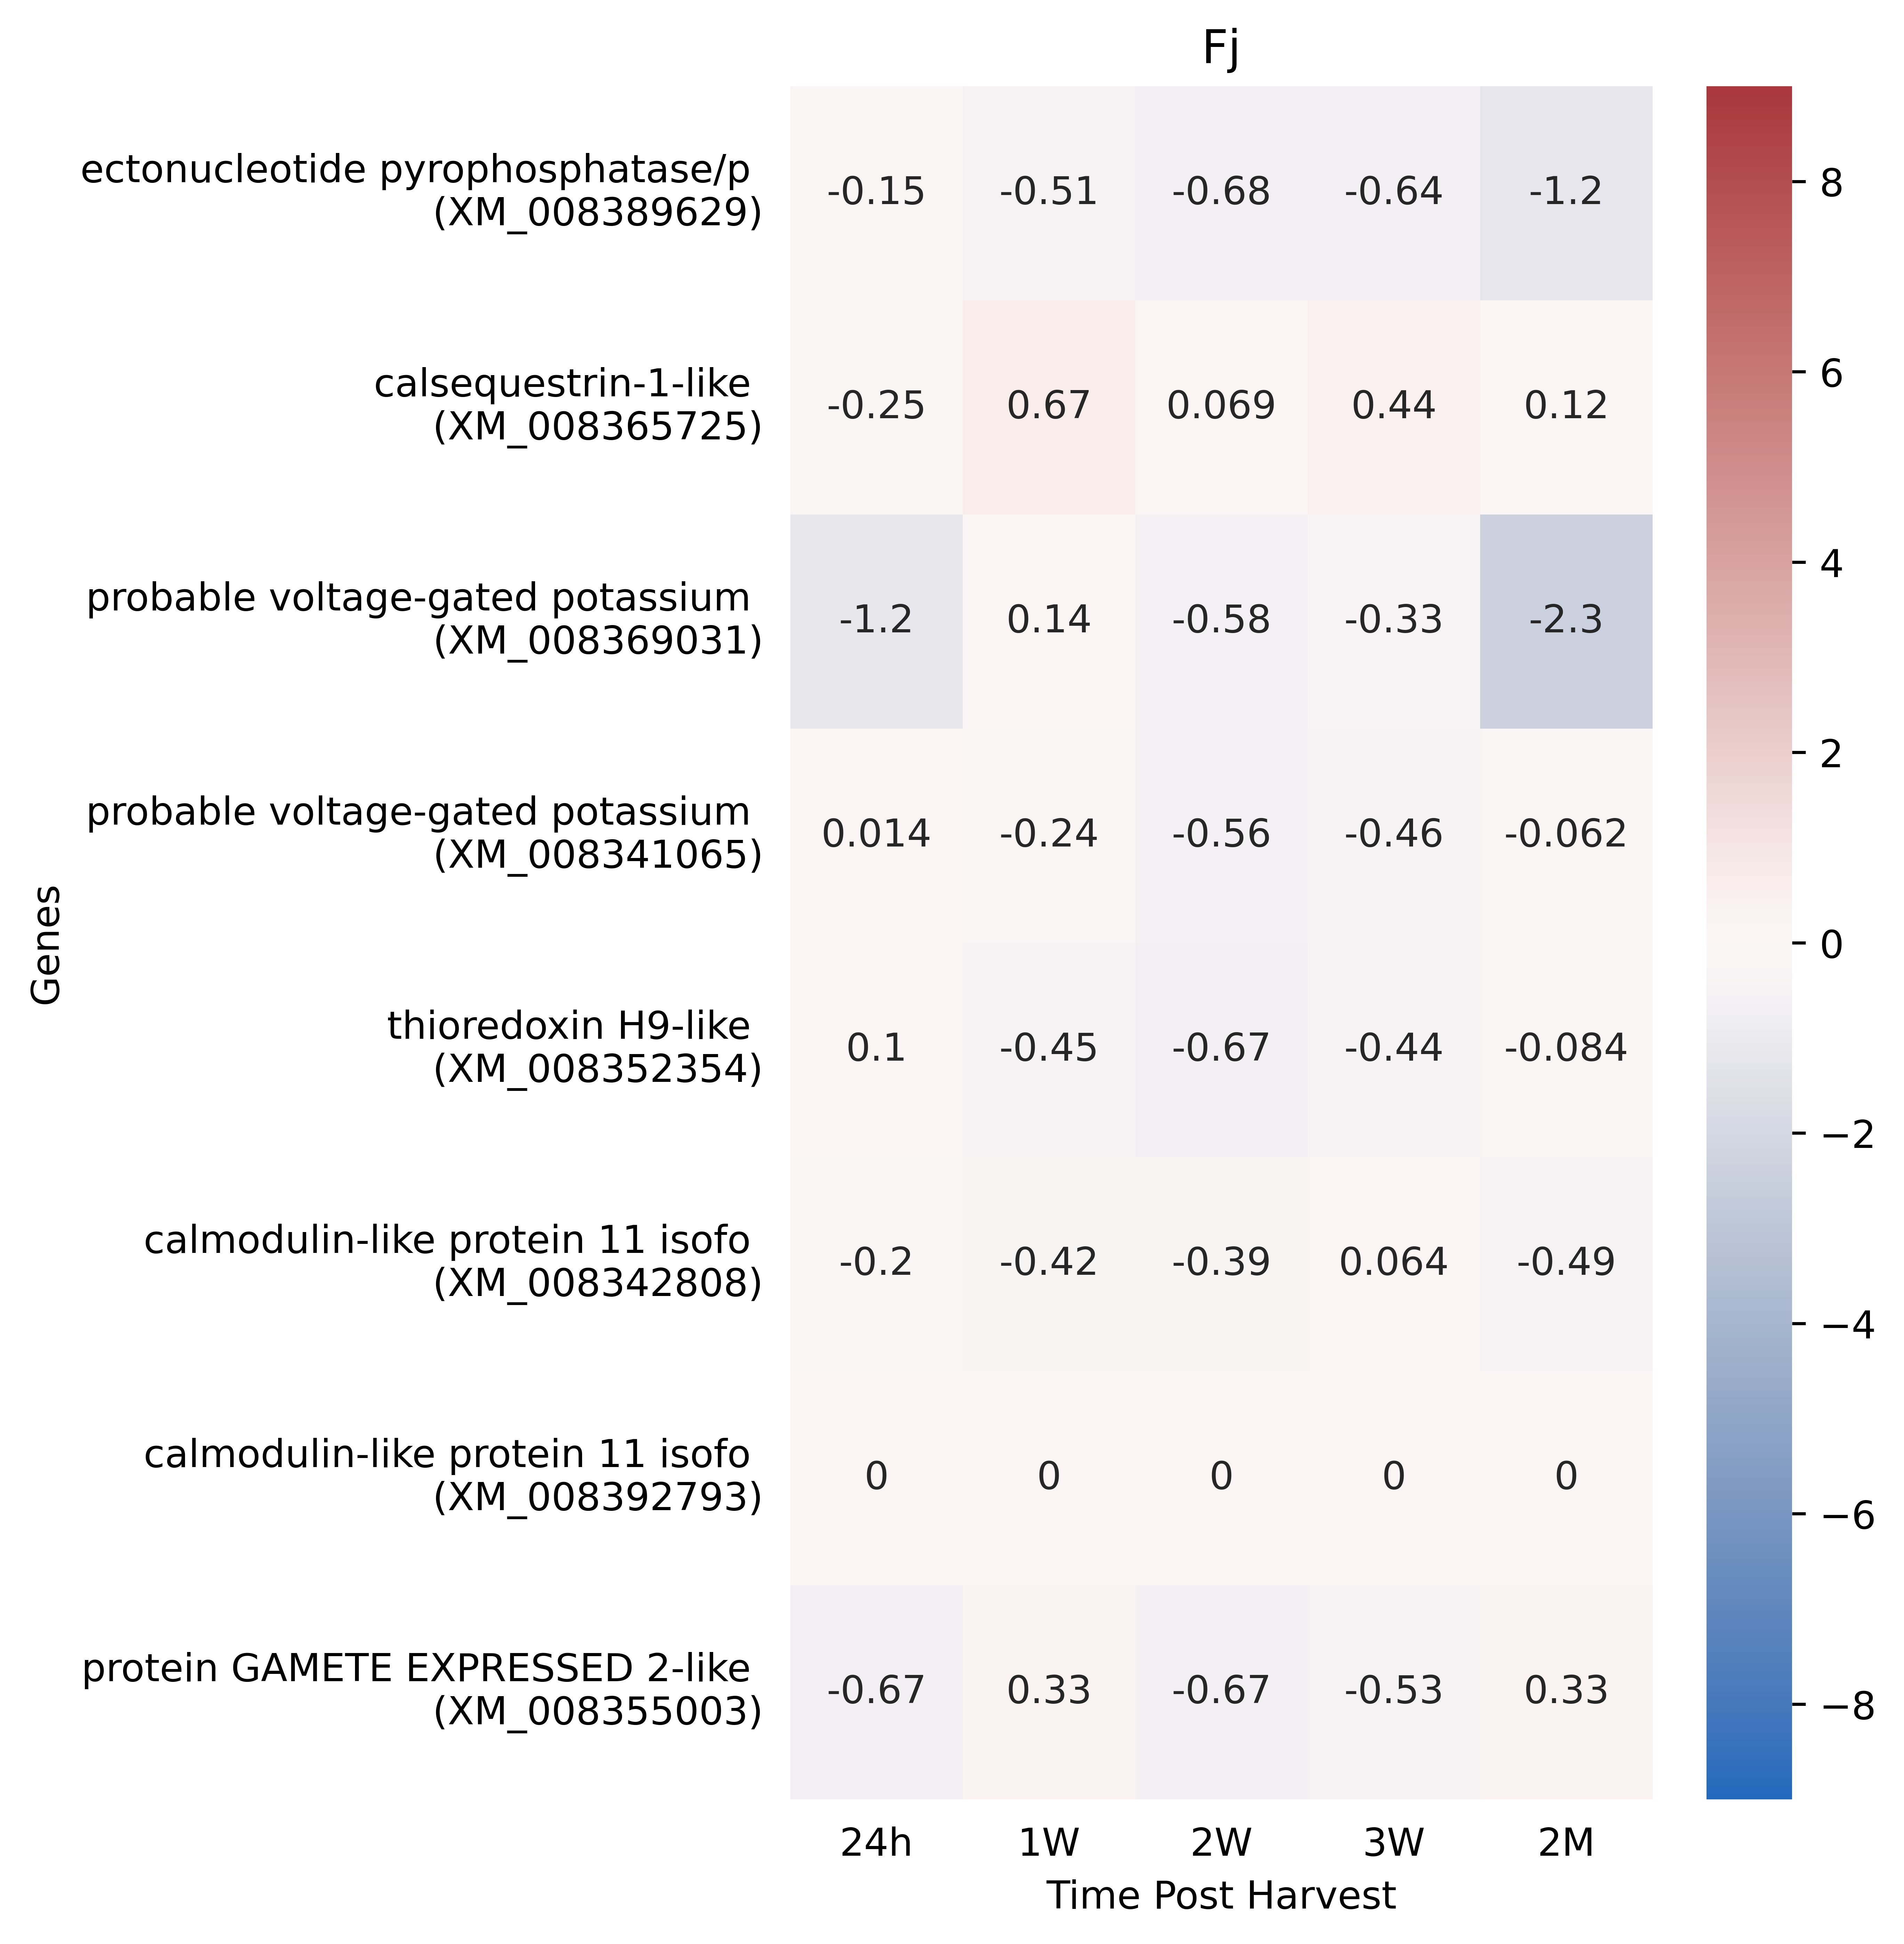 Fj
ectonucleotide pyrophosphatase/p
(XM_008389629)
-0.15 -0.51 -0.68 -0.64 -1.2
calsequestrin-1-like
(XM_008365725)
-0.25 0.67 0.069 0.44 0.12
probable voltage-gated potassium
(XM_008369031)
-1.2 0.14 -0.58 -0.33 -2.3
probable voltage-gated potassium
(XM_008341065)
0.014 -0.24 -0.56 -0.46 -0.062
thioredoxin H9-like
(XM_008352354)
0.1 -0.45 -0.67 -0.44 -0.084
calmodulin-like protein 11 isofo
(XM_008342808)
-0.2 -0.42 -0.39 0.064 -0.49
calmodulin-like protein 11 isofo
(XM_008392793)
0 0 0 0 0
protein GAMETE EXPRESSED 2-like
(XM_008355003)
-0.67 0.33 -0.67 -0.53 0.33
Genes
24h 1W 2W 3W 2M
Time Post Harvest
8
6
4
2
0
−2
−4
−6
−8